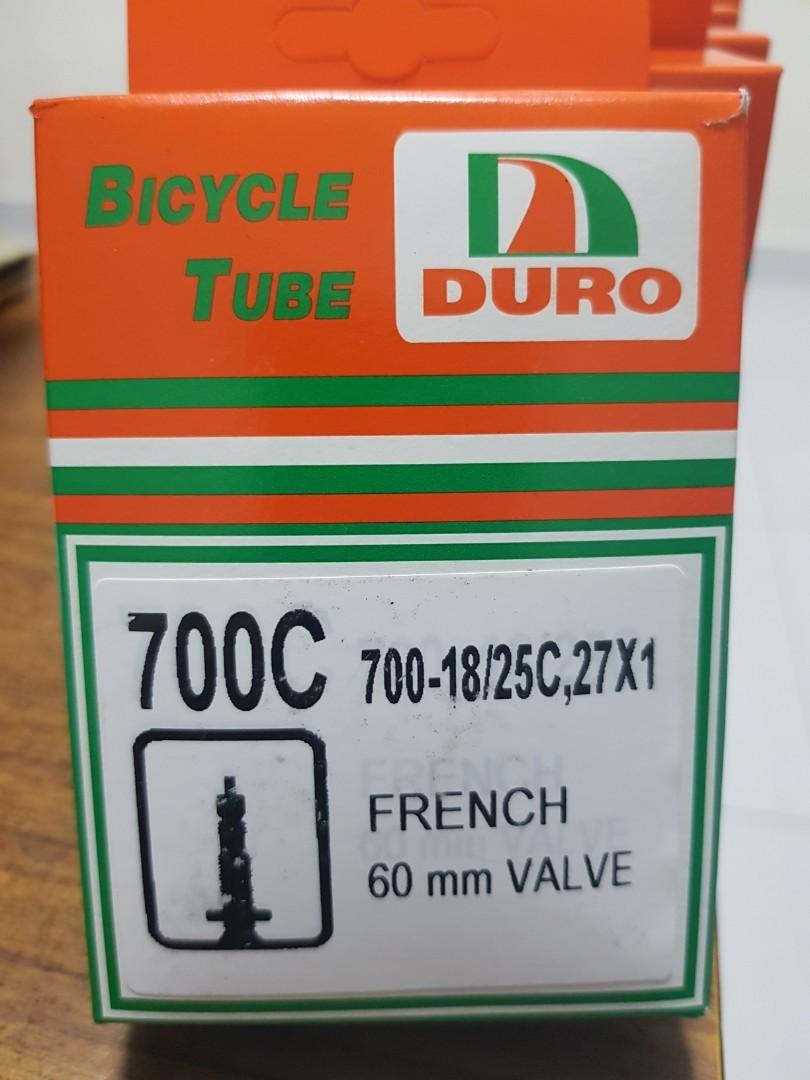 BICYCLE
TUBE
DURO
700C 700-18/25C,27X1
FRENCH
60 mm VALVE